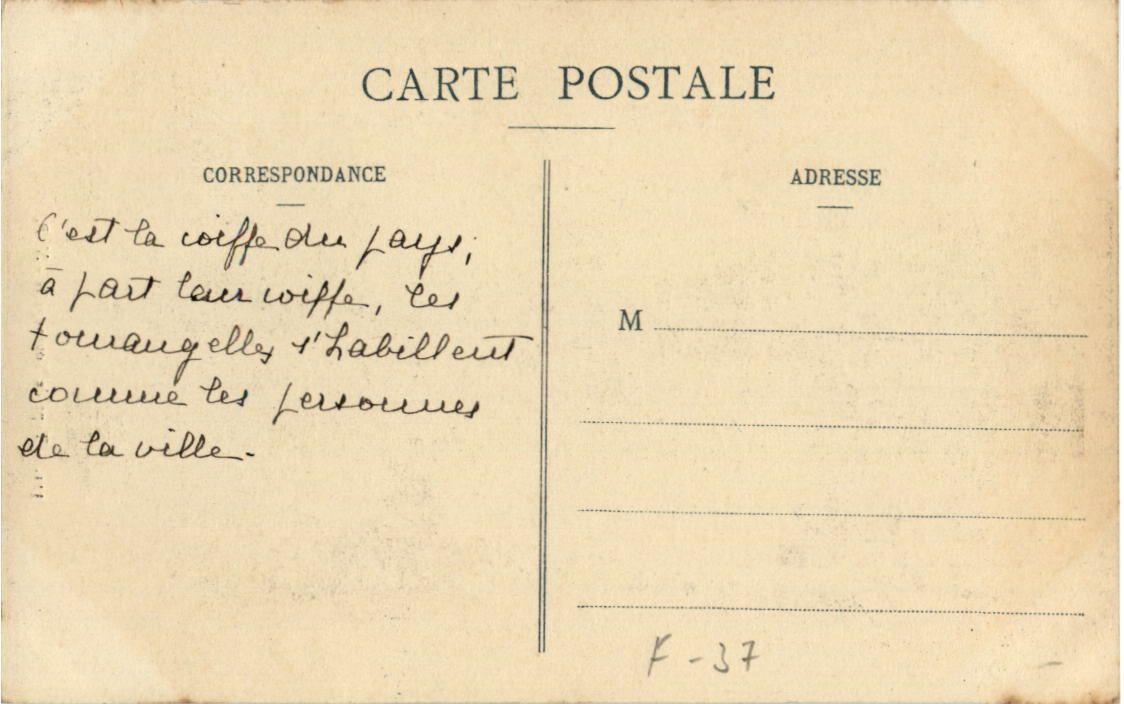 CARTE POSTALE
CORRESPONDANCE
C'est la coiffe du pays,
à part leur coiffe, les
tourangelles s'habillent
comme les personnes
de la ville.
ADRESSE
M
F-37